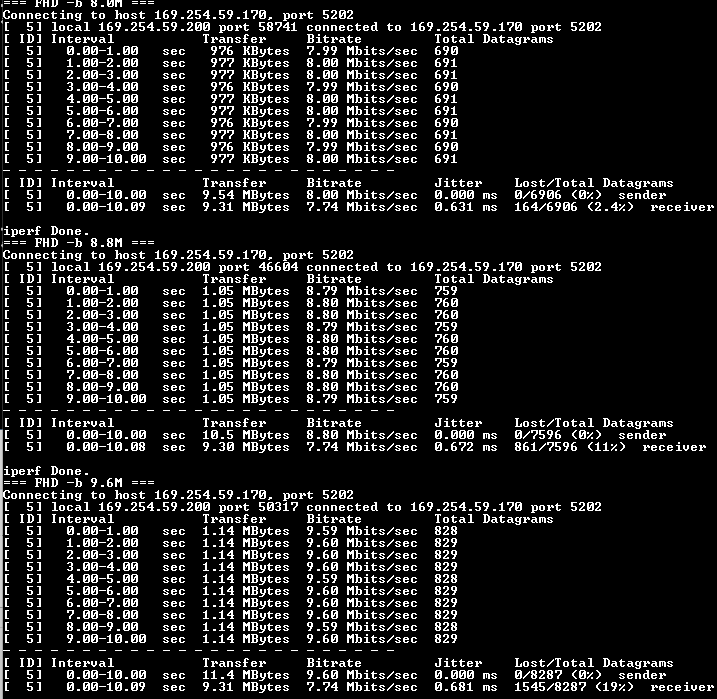 === FHD -b 8.0M ===
Connecting to host 169.254.59.170, port 5202
[  5] local 169.254.59.200 port 58741 connected to 169.254.59.170 port 5202
[ ID] Interval           Transfer     Bitrate         Total Datagrams
[  5]   0.00-1.00   sec   976 KBytes  7.99 Mbits/sec  690
[  5]   1.00-2.00   sec   977 KBytes  8.00 Mbits/sec  691
[  5]   2.00-3.00   sec   977 KBytes  8.00 Mbits/sec  691
[  5]   3.00-4.00   sec   976 KBytes  7.99 Mbits/sec  690
[  5]   4.00-5.00   sec   977 KBytes  8.00 Mbits/sec  691
[  5]   5.00-6.00   sec   977 KBytes  8.00 Mbits/sec  691
[  5]   6.00-7.00   sec   976 KBytes  7.99 Mbits/sec  690
[  5]   7.00-8.00   sec   977 KBytes  8.00 Mbits/sec  691
[  5]   8.00-9.00   sec   976 KBytes  7.99 Mbits/sec  690
[  5]   9.00-10.00  sec   977 KBytes  8.00 Mbits/sec  691
- - - - - - - - - - - - - - - - - - - - - - - - -
[ ID] Interval           Transfer     Bitrate         Jitter    Lost/Total Datagrams
[  5]   0.00-10.00  sec  9.54 MBytes  8.00 Mbits/sec  0.000 ms  0/6906 (0%)  sender
[  5]   0.00-10.09  sec  9.31 MBytes  7.74 Mbits/sec  0.631 ms  164/6906 (2.4%)  receiver
iperf Done.
=== FHD -b 8.8M ===
Connecting to host 169.254.59.170, port 5202
[  5] local 169.254.59.200 port 46604 connected to 169.254.59.170 port 5202
[ ID] Interval           Transfer     Bitrate         Total Datagrams
[  5]   0.00-1.00   sec  1.05 MBytes  8.79 Mbits/sec  759
[  5]   1.00-2.00   sec  1.05 MBytes  8.80 Mbits/sec  760
[  5]   2.00-3.00   sec  1.05 MBytes  8.80 Mbits/sec  760
[  5]   3.00-4.00   sec  1.05 MBytes  8.79 Mbits/sec  759
[  5]   4.00-5.00   sec  1.05 MBytes  8.80 Mbits/sec  760
[  5]   5.00-6.00   sec  1.05 MBytes  8.80 Mbits/sec  760
[  5]   6.00-7.00   sec  1.05 MBytes  8.79 Mbits/sec  759
[  5]   7.00-8.00   sec  1.05 MBytes  8.80 Mbits/sec  760
[  5]   8.00-9.00   sec  1.05 MBytes  8.80 Mbits/sec  760
[  5]   9.00-10.00  sec  1.05 MBytes  8.79 Mbits/sec  759
- - - - - - - - - - - - - - - - - - - - - - - - -
[ ID] Interval           Transfer     Bitrate         Jitter    Lost/Total Datagrams
[  5]   0.00-10.00  sec  10.5 MBytes  8.80 Mbits/sec  0.000 ms  0/7596 (0%)  sender
[  5]   0.00-10.08  sec  9.30 MBytes  7.74 Mbits/sec  0.672 ms  861/7596 (11%)  receiver
iperf Done.
=== FHD -b 9.6M ===
Connecting to host 169.254.59.170, port 5202
[  5] local 169.254.59.200 port 50317 connected to 169.254.59.170 port 5202
[ ID] Interval           Transfer     Bitrate         Total Datagrams
[  5]   0.00-1.00   sec  1.14 MBytes  9.59 Mbits/sec  828
[  5]   1.00-2.00   sec  1.14 MBytes  9.60 Mbits/sec  829
[  5]   2.00-3.00   sec  1.14 MBytes  9.60 Mbits/sec  829
[  5]   3.00-4.00   sec  1.14 MBytes  9.60 Mbits/sec  829
[  5]   4.00-5.00   sec  1.14 MBytes  9.59 Mbits/sec  828
[  5]   5.00-6.00   sec  1.14 MBytes  9.60 Mbits/sec  829
[  5]   6.00-7.00   sec  1.14 MBytes  9.60 Mbits/sec  829
[  5]   7.00-8.00   sec  1.14 MBytes  9.60 Mbits/sec  829
[  5]   8.00-9.00   sec  1.14 MBytes  9.59 Mbits/sec  828
[  5]   9.00-10.00  sec  1.14 MBytes  9.60 Mbits/sec  829
- - - - - - - - - - - - - - - - - - - - - - - - -
[ ID] Interval           Transfer     Bitrate         Jitter    Lost/Total Datagrams
[  5]   0.00-10.00  sec  11.4 MBytes  9.60 Mbits/sec  0.000 ms  0/8287 (0%)  sender
[  5]   0.00-10.09  sec  9.31 MBytes  7.74 Mbits/sec  0.681 ms  1545/8287 (19%)  receiver